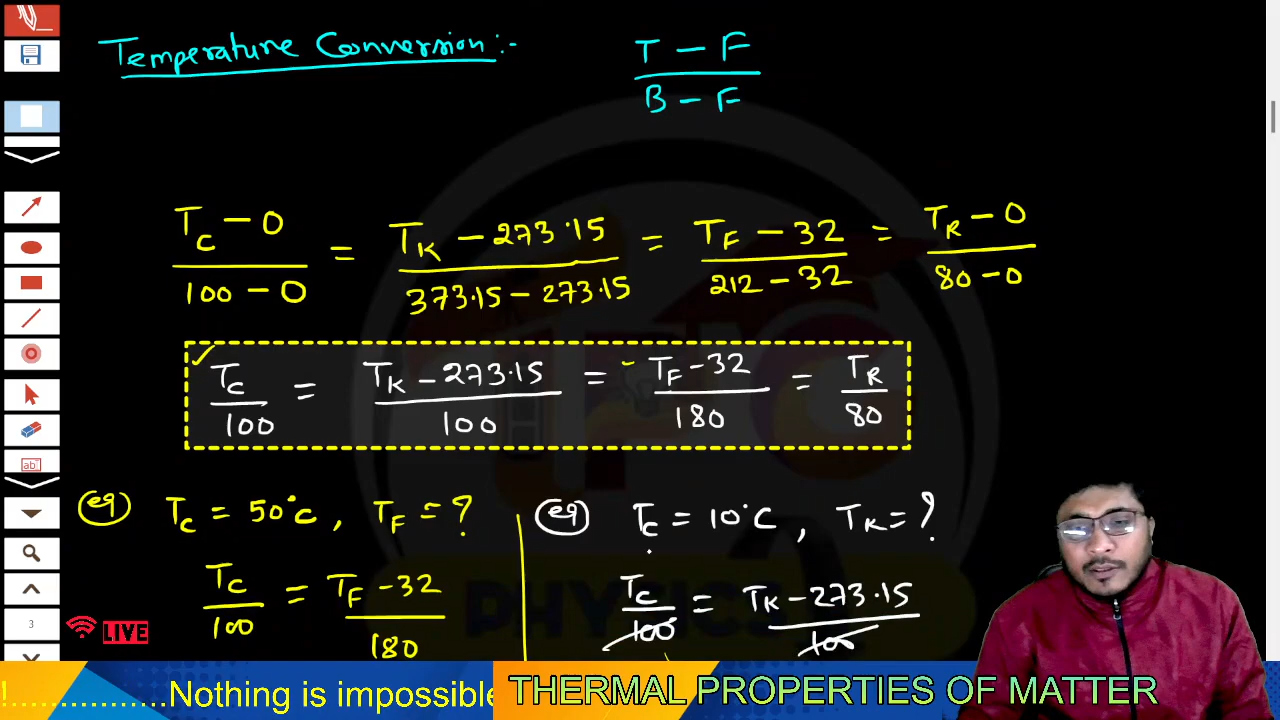 Temperature Conversion:-
T - F
B - F
T_C - 0 / 100 - 0 = T_K - 273.15 / 373.15 - 273.15 = T_F - 32 / 212 - 32 = T_R - 0 / 80 - 0
T_C / 100 = T_K - 273.15 / 100 = T_F - 32 / 180 = T_R / 80
eg T_C = 50°C, T_F = ?
T_C / 100 = T_F - 32 / 180
eg T_C = 10°C, T_K = ?
T_C / 100 = T_K - 273.15 / 100
ab
3
LIVE
PHYSICS
!.................Nothing is impossible
THERMAL PROPERTIES OF MATTER